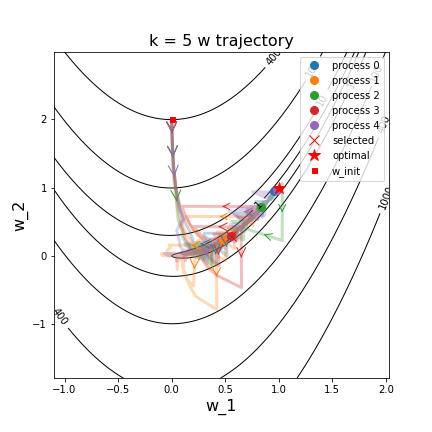 k = 5 w trajectory
400
process 0
process 1
process 2
process 3
process 4
selected
optimal
w_init
1000
400
w_2
2
1
0
−1
−1.0
−0.5
0.0
0.5
1.0
1.5
2.0
w_1